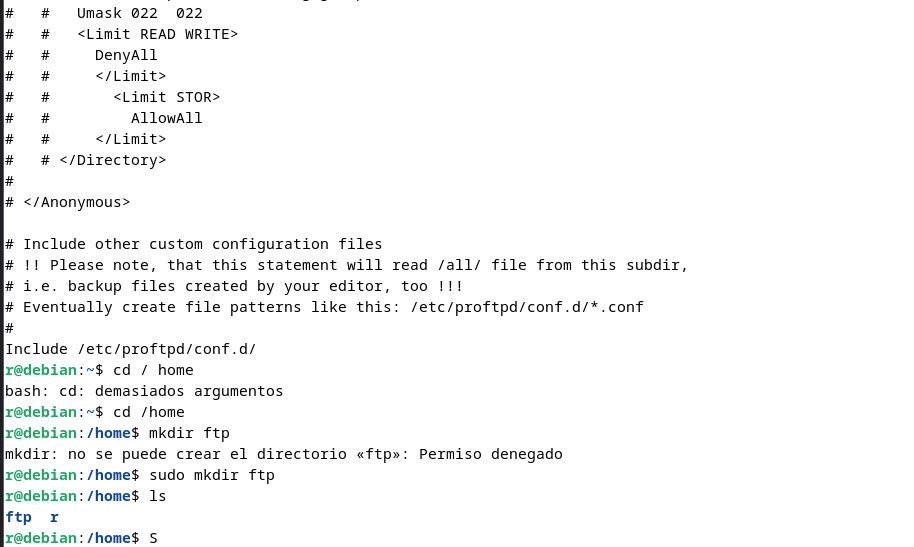 #   #   Umask 022  022
#   #   <Limit READ WRITE>
#   #     DenyAll
#   #     </Limit>
#   #       <Limit STOR>
#   #         AllowAll
#   #     </Limit>
#   # </Directory>
#
# </Anonymous>

# Include other custom configuration files
# !! Please note, that this statement will read /all/ file from this subdir,
# i.e. backup files created by your editor, too !!!
# Eventually create file patterns like this: /etc/proftpd/conf.d/*.conf
#
Include /etc/proftpd/conf.d/
r@debian:~$ cd / home
bash: cd: demasiados argumentos
r@debian:~$ cd /home
r@debian:/home$ mkdir ftp
mkdir: no se puede crear el directorio «ftp»: Permiso denegado
r@debian:/home$ sudo mkdir ftp
r@debian:/home$ ls
ftp  r
r@debian:/home$ S